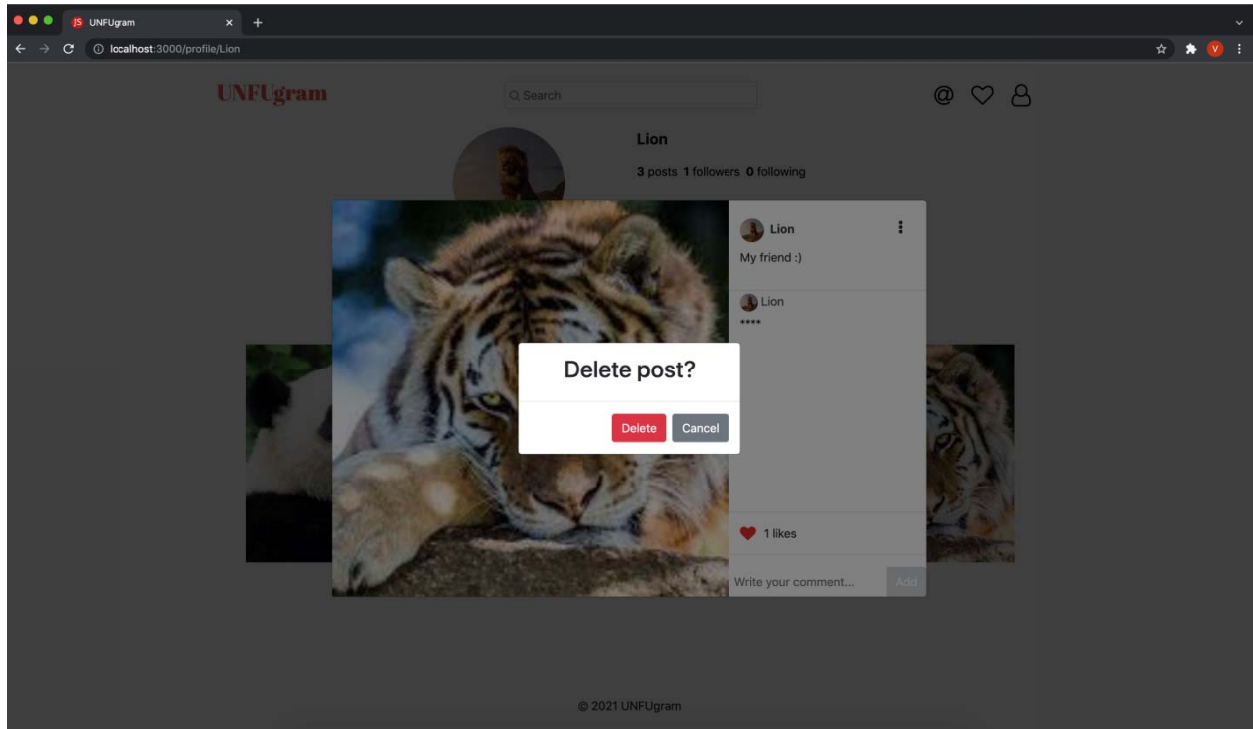 UNFUgram
localhost:3000/profile/Lion
V
UNFUgram
Search
@
Lion
3 posts 1 followers 0 following
Lion
My friend :)
Lion
****
Delete post?
Delete Cancel
1 likes
Write your comment... Add
© 2021 UNFUgram